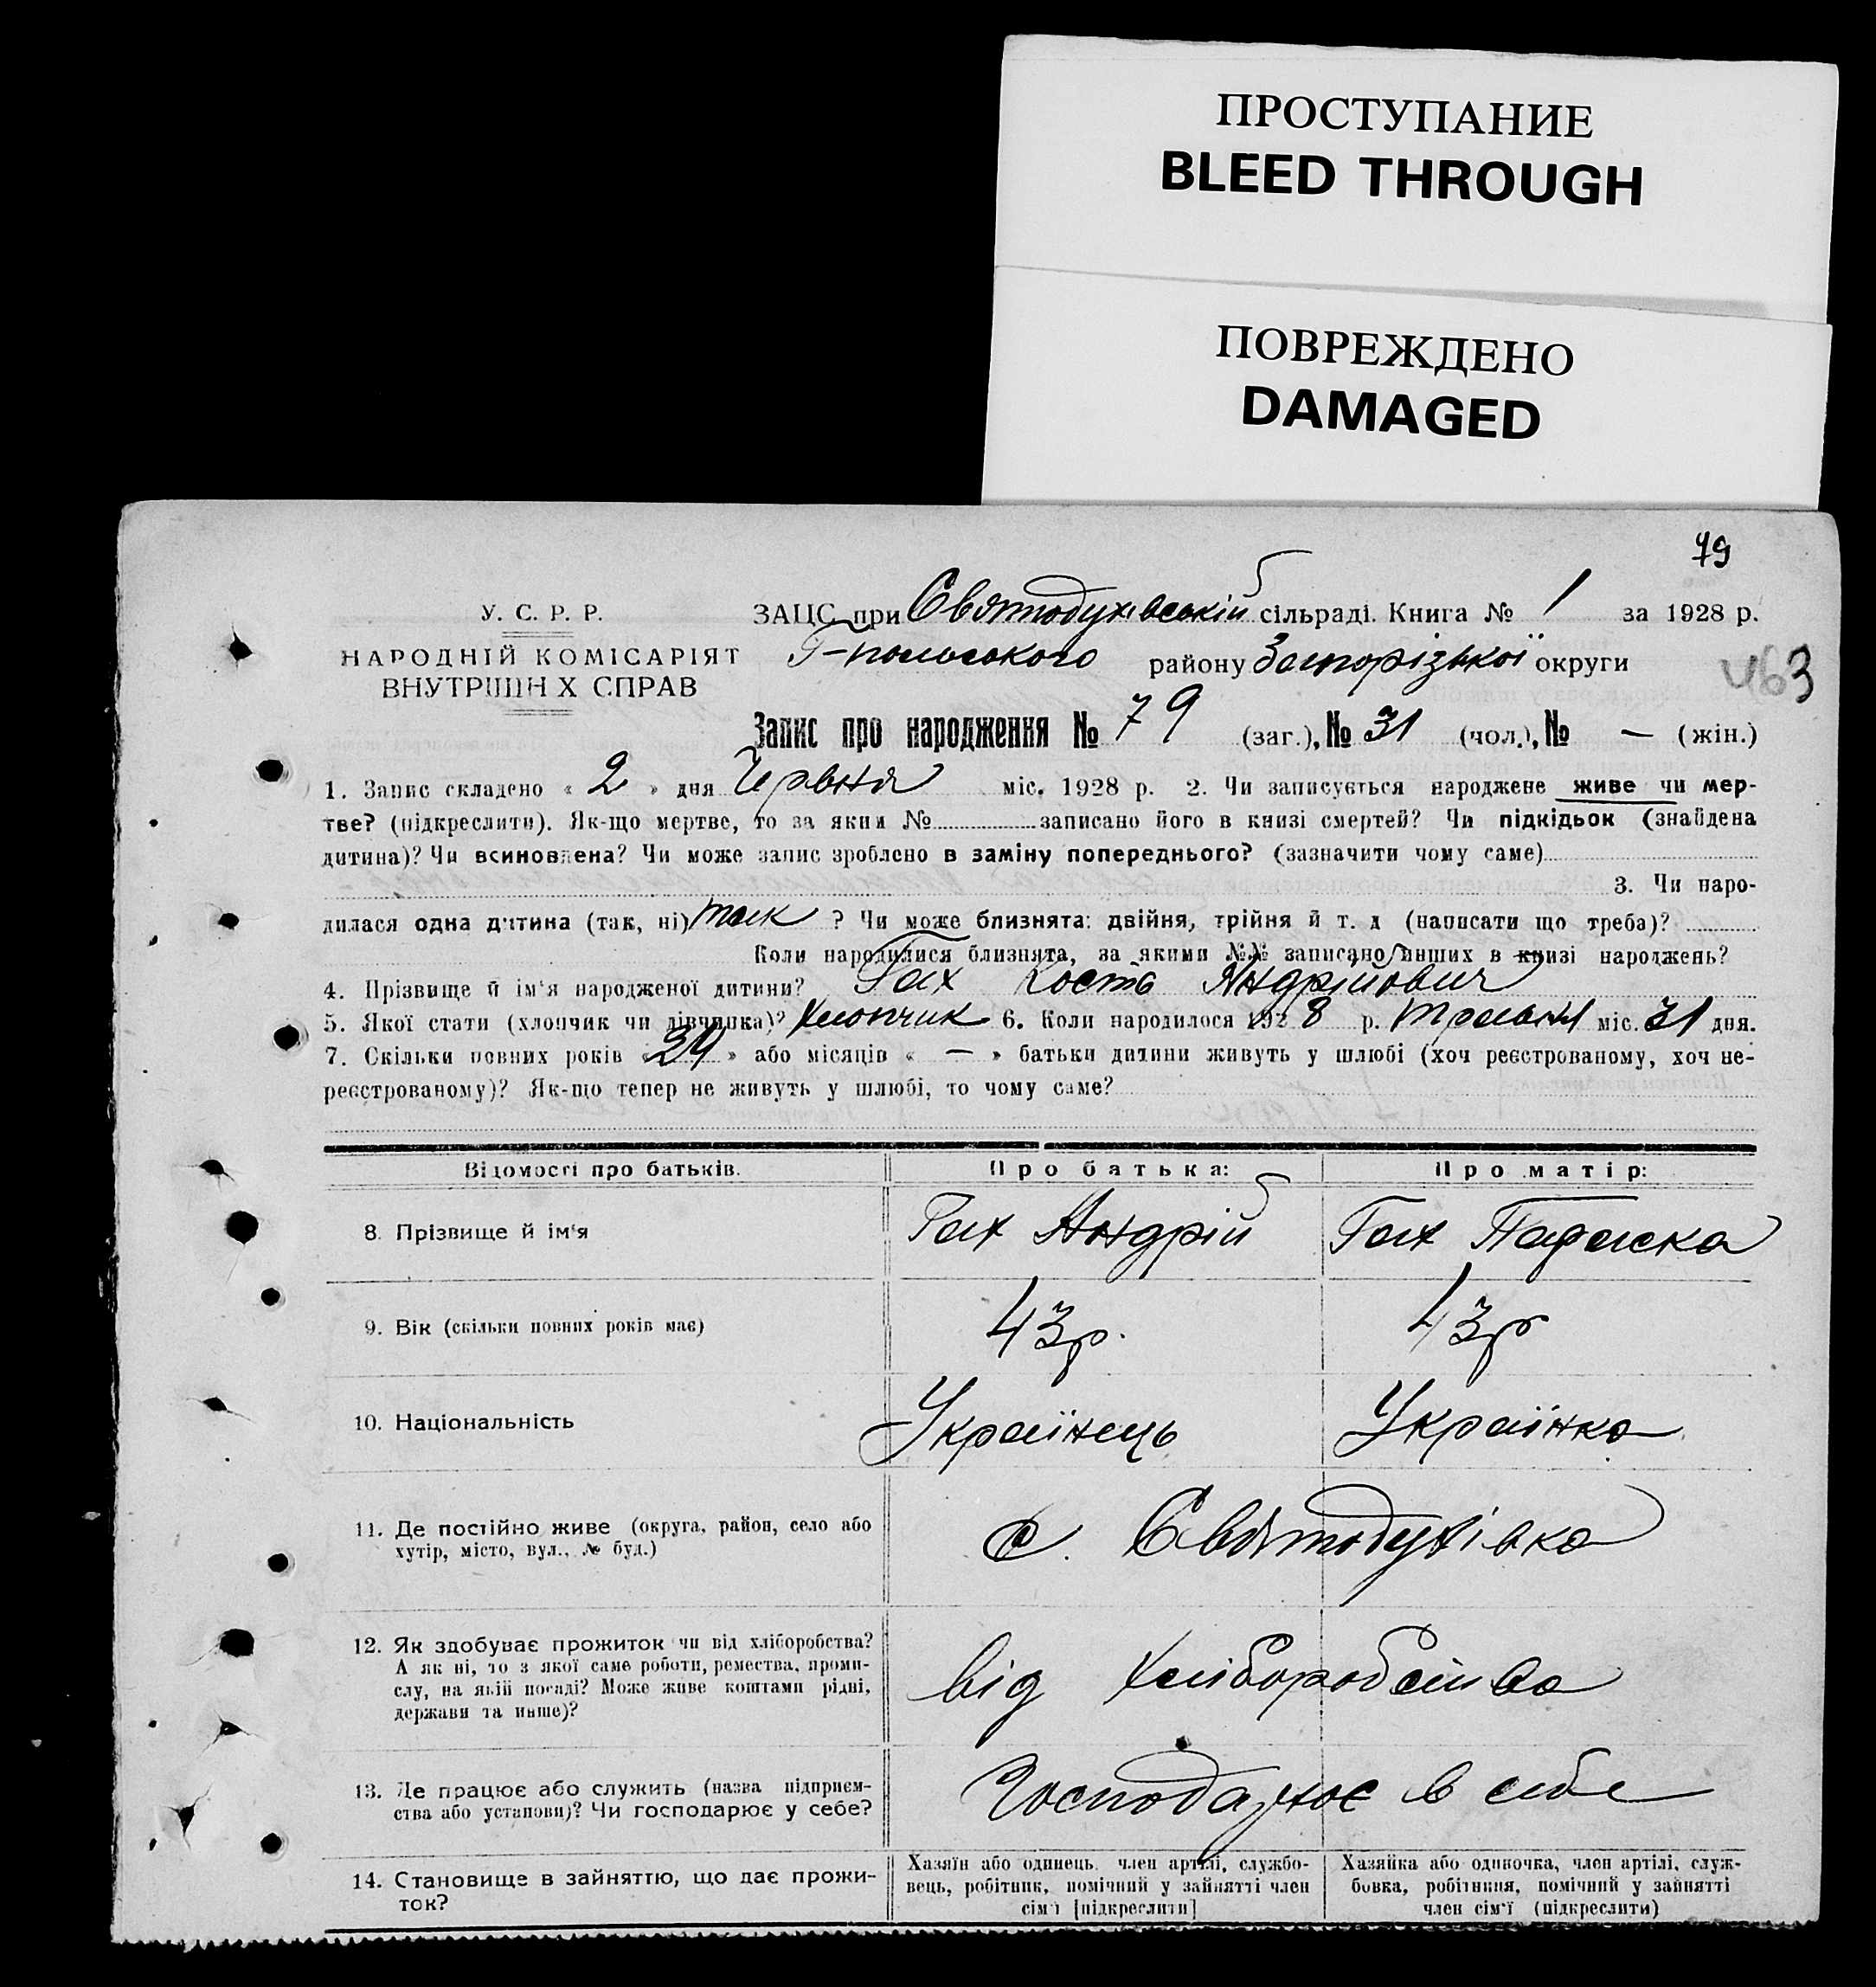 ПРОСТУПАНИЕ
BLEED THROUGH
ПОВРЕЖДЕНО
DAMAGED
79
У. С. Р. Р.
ЗАЦС при Святодухівській сільраді. Книга № 1 за 1928 р.
НАРОДНІЙ КОМІСАРІЯТ
Г-польського району Запорізької округи
463
ВНУТРІШНІХ СПРАВ
Запис про народження № 79 (заг.), № 31 (чол.), № — (жін.)
1. Запис складено « 2 » дня Червня міс. 1928 р. 2. Чи записується народжене живе чи мер-
тве? (підкреслити). Як-що мертве, то за яким № записано його в книзі смертей? Чи підкідьок (знайдена
дитина)? Чи всиновлена? Чи може запис зроблено в заміну попереднього? (зазначити чому саме)
3. Чи наро-
дилася одна дитина (так, ні) так ? Чи може близнята: двійня, трійня й т. д (написати що треба)?
Коли народилися близнята, за якими №№ записано инших в книзі народжень?
4. Прізвище й ім'я народженої дитини? Гах Кость Андрійович
5. Якої статі (хлопчик чи дівчинка)? Хлопчик 6. Коли народилося 1928 р. Травня міс. 31 дня.
7. Скільки повних років « 24 » або місяців « — » батьки дитини живуть у шлюбі (хоч реєстрованому, хоч не-
реєстрованому)? Як-що тепер не живуть у шлюбі, то чому саме?
Відомості про батьків. Про батька: Про матір:
8. Прізвище й ім'я Гах Андрій Гах Параска
9. Вік (скільки повних років має) 43р. 43р
10. Національність Українець Українка
11. Де постійно живе (округа, район, село або
хутір, місто, вул., № буд.)
с. Святодухівка
12. Як здобуває прожиток чи від хліборобства?
А як ні, то з якої саме роботи, ремества, проми-
слу, на якій посаді? Може живе коштами рідні,
держави та инше)?
від хліборобства
13. Де працює або служить (назва підприєм-
ства або установи)? Чи господарює у себе?
Господарює в себе
14. Становище в зайняттю, що дає прожи-
ток?
Хазяїн або одинець, член артілі, службо-
вець, робітник, помічний у зайнятті член
сім'ї [підкреслити]
Хазяйка або одиночка, член артілі, служ-
бовка, робітниця, помічний у зайнятті
член сім'ї (підкреслити)